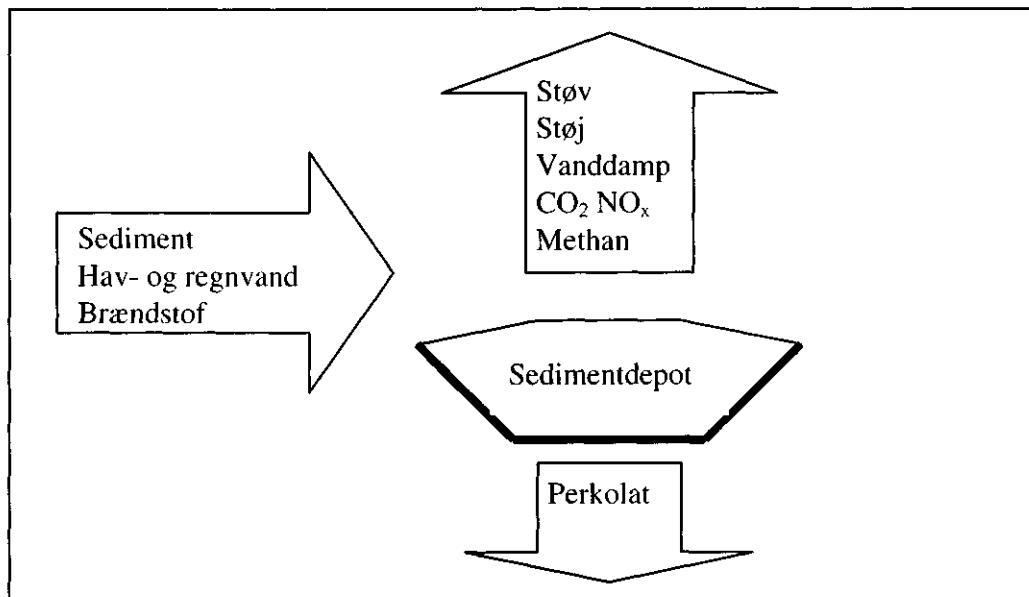 Støv
Støj
Vanddamp
CO₂ NOₓ
Methan
Sediment
Hav- og regnvand
Brændstof
Sedimentdepot
Perkolat